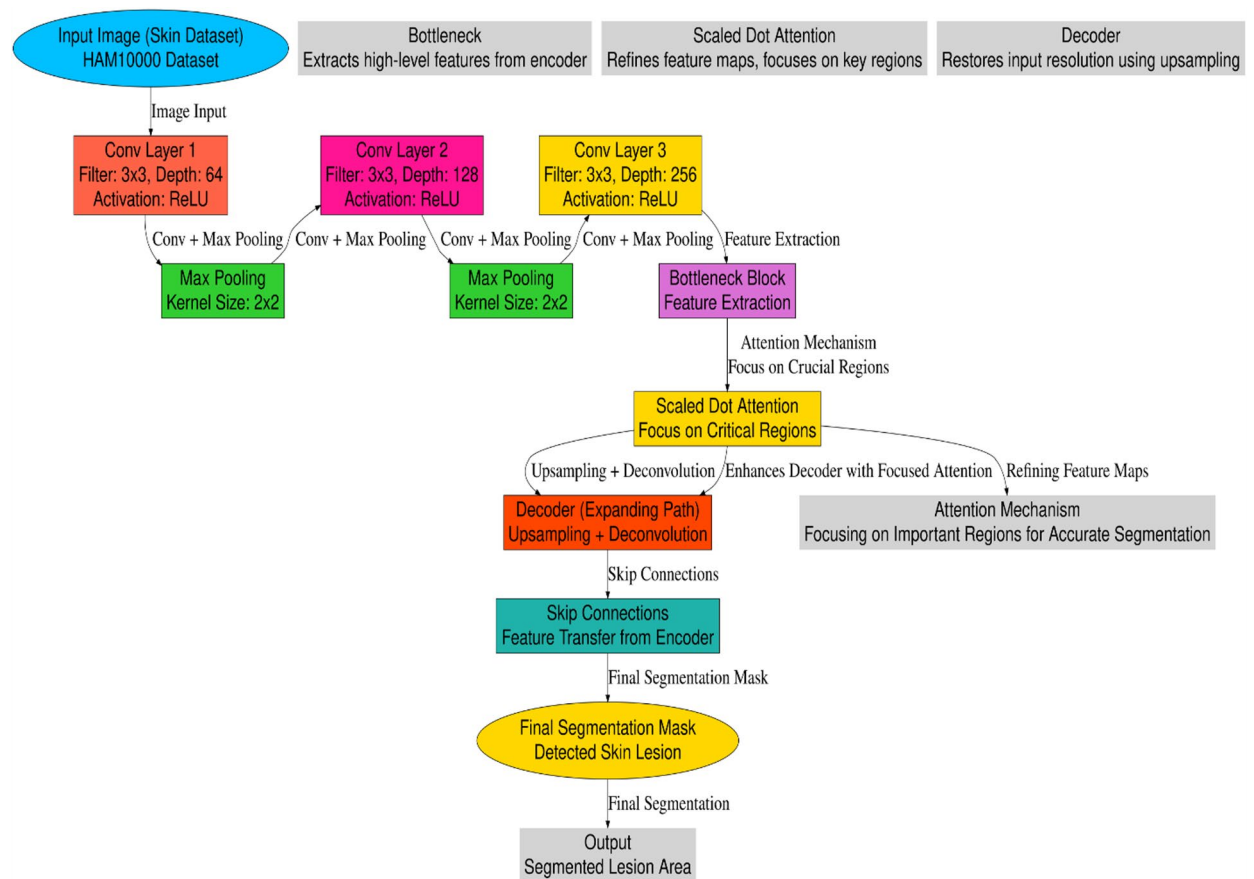 Input Image (Skin Dataset)
HAM10000 Dataset
Bottleneck
Extracts high-level features from encoder
Scaled Dot Attention
Refines feature maps, focuses on key regions
Decoder
Restores input resolution using upsampling
Image Input
Conv Layer 1
Filter: 3x3, Depth: 64
Activation: ReLU
Conv Layer 2
Filter: 3x3, Depth: 128
Activation: ReLU
Conv Layer 3
Filter: 3x3, Depth: 256
Activation: ReLU
Conv + Max Pooling
Conv + Max Pooling
Conv + Max Pooling
Conv + Max Pooling
Feature Extraction
Max Pooling
Kernel Size: 2x2
Max Pooling
Kernel Size: 2x2
Bottleneck Block
Feature Extraction
Attention Mechanism
Focus on Crucial Regions
Scaled Dot Attention
Focus on Critical Regions
Upsampling + Deconvolution
Enhances Decoder with Focused Attention
Refining Feature Maps
Decoder (Expanding Path)
Upsampling + Deconvolution
Attention Mechanism
Focusing on Important Regions for Accurate Segmentation
Skip Connections
Skip Connections
Feature Transfer from Encoder
Final Segmentation Mask
Final Segmentation Mask
Detected Skin Lesion
Final Segmentation
Output
Segmented Lesion Area